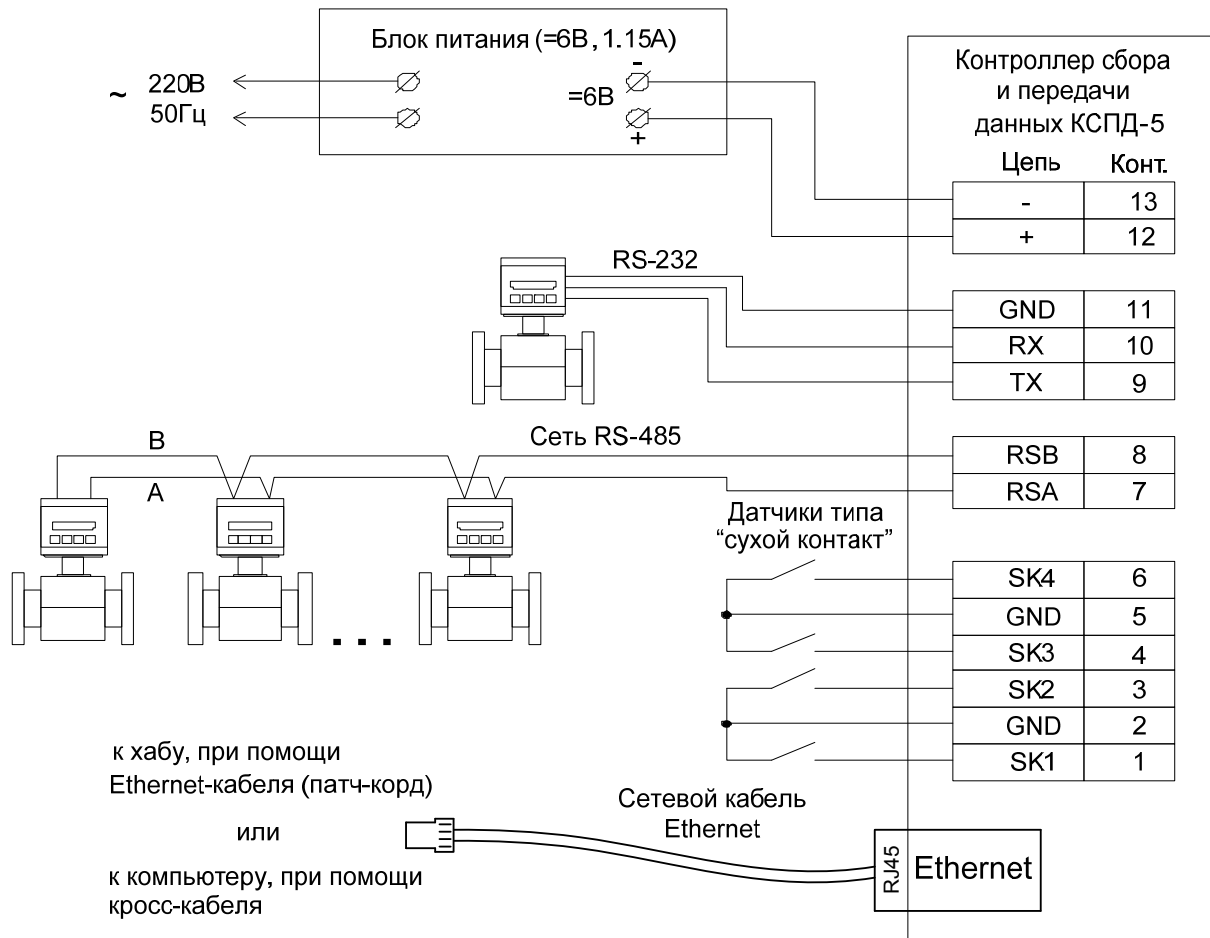 Блок питания (=6В, 1.15А)
~ 220В
50Гц
-
=6В
+
Контроллер сбора
и передачи
данных КСПД-5
Цепь Конт.
- 13
+ 12
RS-232
GND 11
RX 10
TX 9
Сеть RS-485
B
A
RSB 8
RSA 7
Датчики типа
“сухой контакт”
SK4 6
GND 5
SK3 4
SK2 3
GND 2
SK1 1
. . .
к хабу, при помощи
Ethernet-кабеля (патч-корд)
или
к компьютеру, при помощи
кросс-кабеля
Сетевой кабель
Ethernet
RJ45
Ethernet